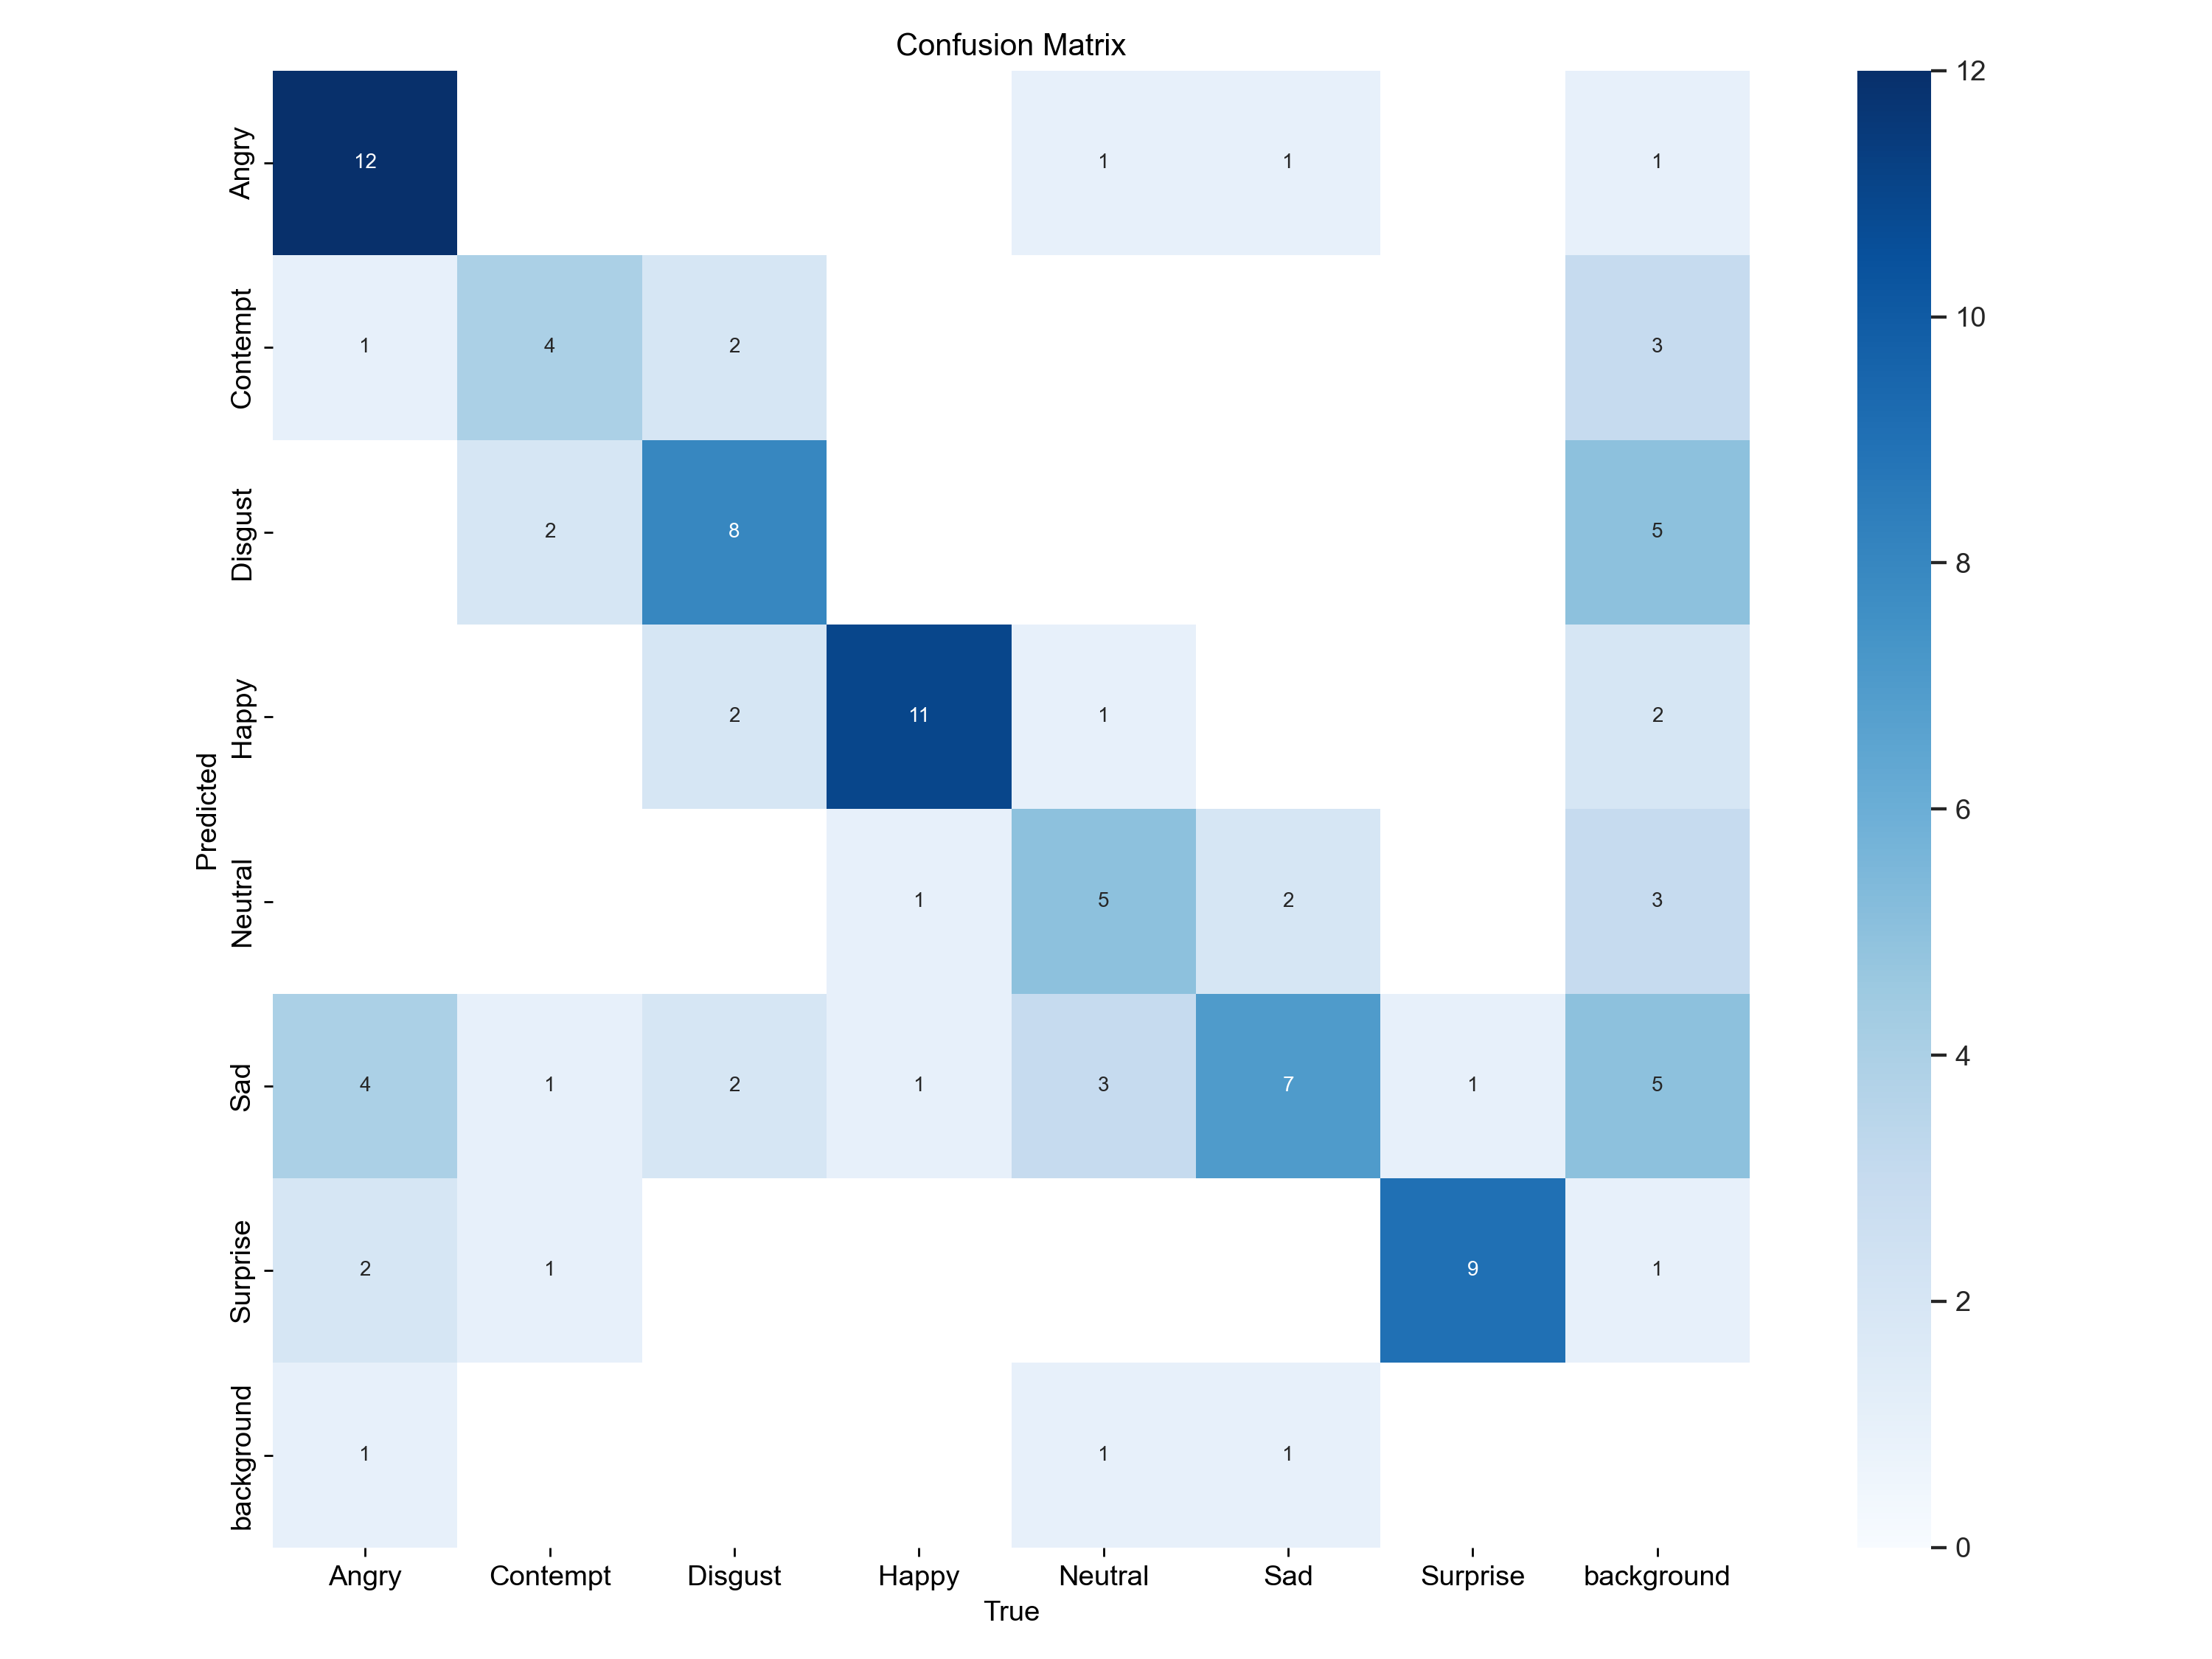 Confusion Matrix
Angry 12 1 1 1
Contempt 1 4 2 3
Disgust 2 8 5
Happy 2 11 1 2
Neutral 1 5 2 3
Sad 4 1 2 1 3 7 1 5
Surprise 2 1 9 1
background 1 1 1
Predicted
Angry Contempt Disgust Happy Neutral Sad Surprise background
True
12
10
8
6
4
2
0